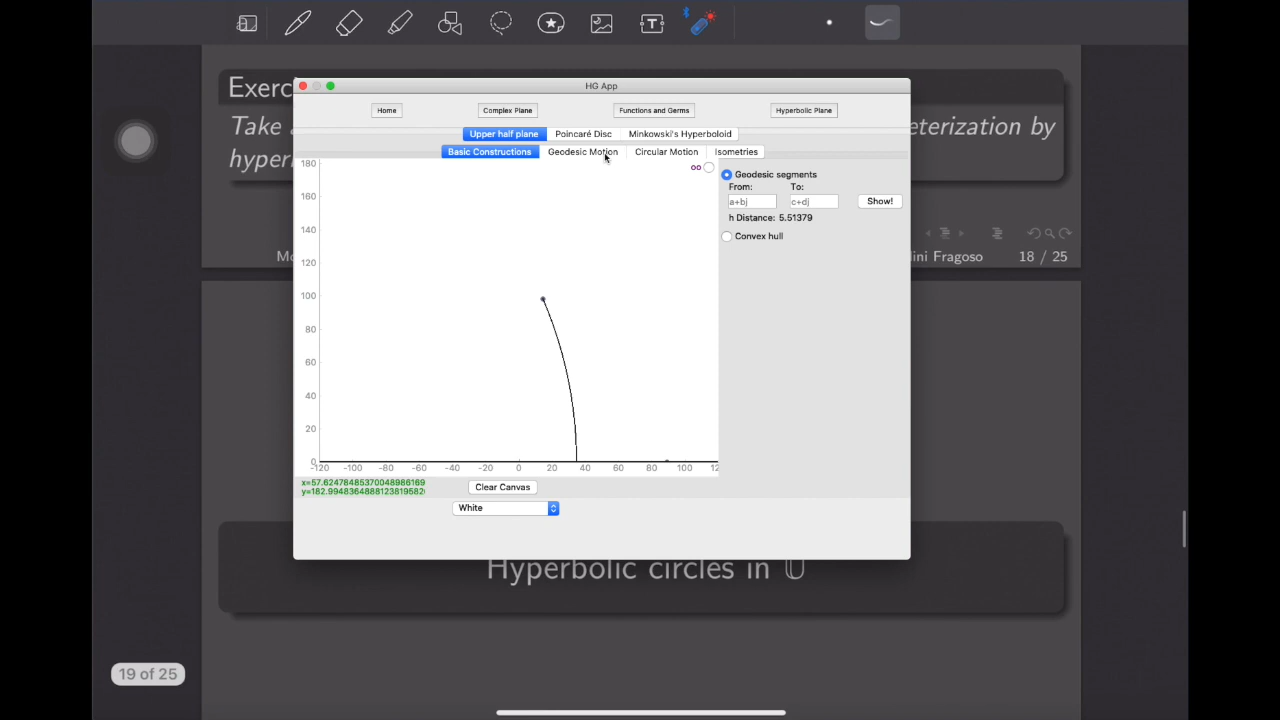 T
Exerc
HG App
Home
Complex Plane
Functions and Germs
Hyperbolic Plane
Take
eterization by
Upper half plane
Poincaré Disc
Minkowski's Hyperboloid
hyper
Basic Constructions
Geodesic Motion
Circular Motion
Isometries
180
160
140
120
100
80
60
40
20
0
oo
Geodesic segments
From:
To:
a+bj
c+dj
Show!
h Distance: 5.51379
Convex hull
ini Fragoso
18 / 25
-120
-100
-80
-60
-40
-20
0
20
40
60
80
100
12
x=57.62478485370048986169
y=182.9948364888123819582
Clear Canvas
White
Hyperbolic circles in 𝕌
19 of 25